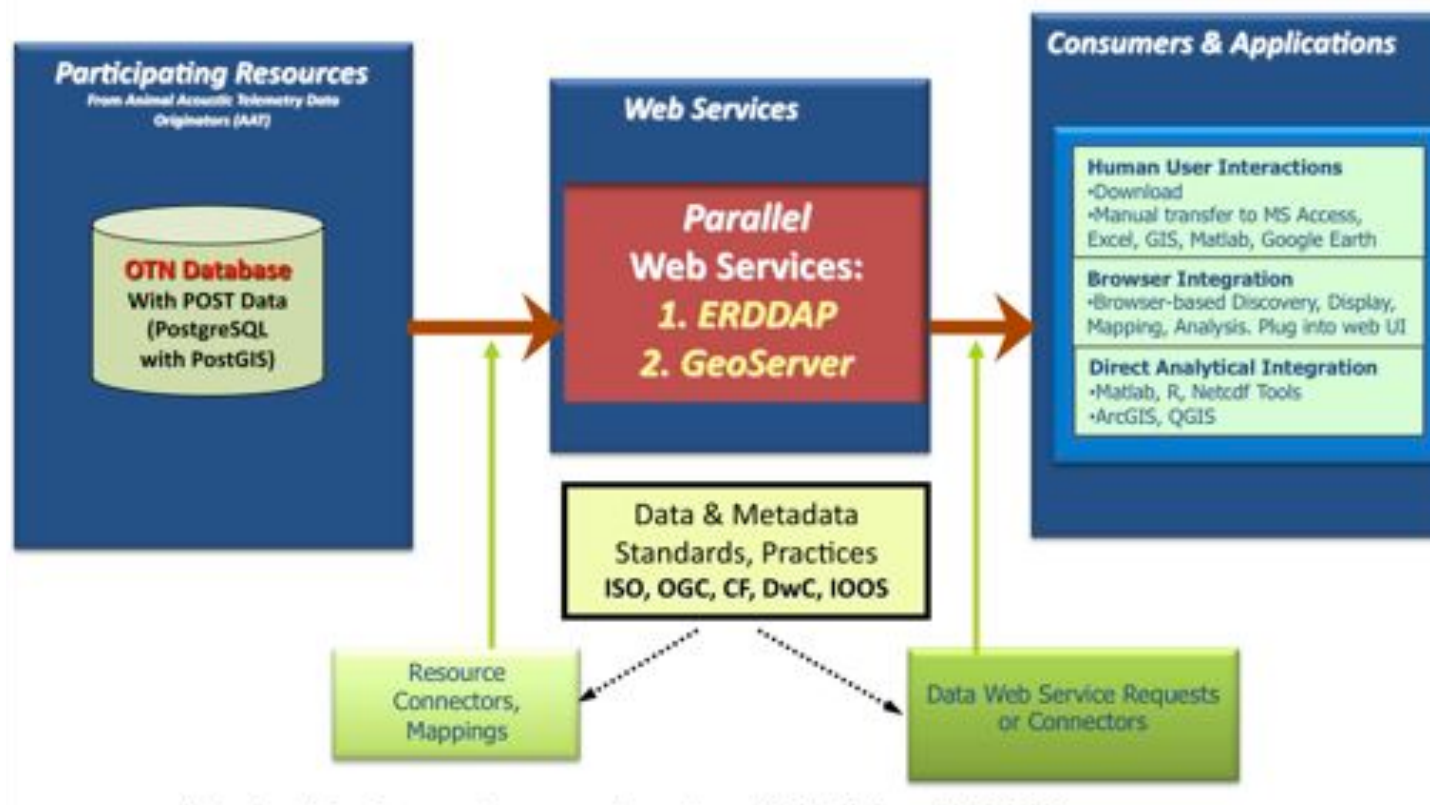 Participating Resources
From Animal Acoustic Telemetry Data
Originators (AAT)
OTN Database
With POST Data
(PostgreSQL
with PostGIS)
Web Services
Parallel
Web Services:
1. ERDDAP
2. GeoServer
Consumers & Applications
Human User Interactions
•Download
•Manual transfer to MS Access,
Excel, GIS, Matlab, Google Earth
Browser Integration
•Browser-based Discovery, Display,
Mapping, Analysis. Plug into web UI
Direct Analytical Integration
•Matlab, R, Netcdf Tools
•ArcGIS, QGIS
Data & Metadata
Standards, Practices
ISO, OGC, CF, DwC, IOOS
Resource
Connectors,
Mappings
Data Web Service Requests
or Connectors